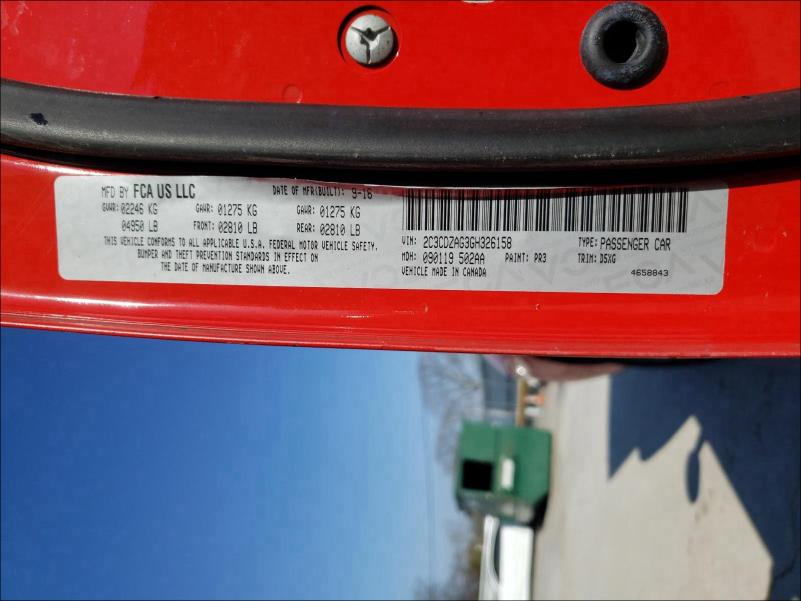 MFD BY FCA US LLC DATE OF MFR(BUILT): 9-16
GVWR: 02246 KG GAWR: 01275 KG GAWR: 01275 KG
04950 LB FRONT: 02810 LB REAR: 02810 LB
THIS VEHICLE CONFORMS TO ALL APPLICABLE U.S.A. FEDERAL MOTOR VEHICLE SAFETY,
BUMPER AND THEFT PREVENTION STANDARDS IN EFFECT ON
THE DATE OF MANUFACTURE SHOWN ABOVE.
VIN: 2C3CDZAG3GH326158 TYPE: PASSENGER CAR
MDH: 090119 502AA PAINT: PR3 TRIM: D5XG
VEHICLE MADE IN CANADA 4658843